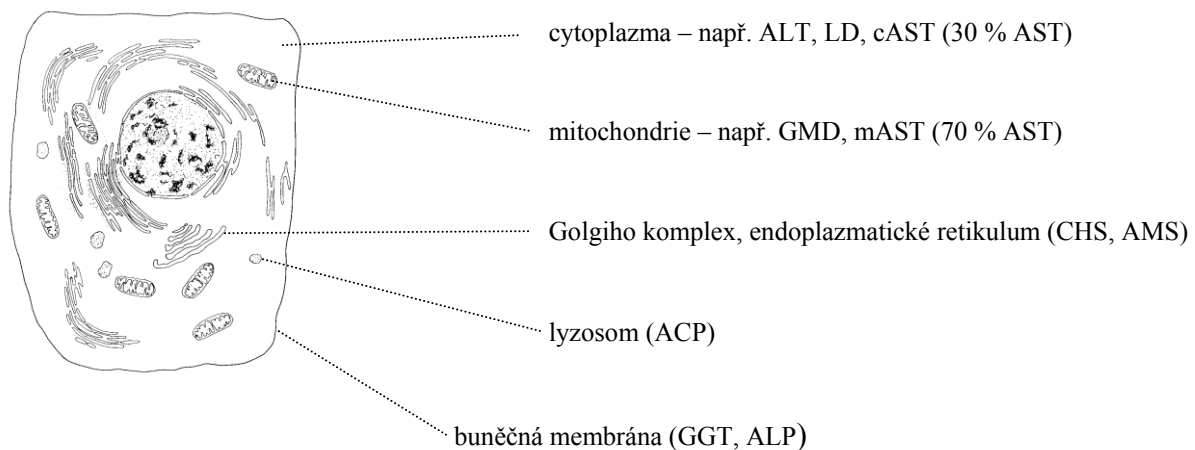 cytoplazma – např. ALT, LD, cAST (30 % AST)
mitochondrie – např. GMD, mAST (70 % AST)
Golgiho komplex, endoplazmatické retikulum (CHS, AMS)
lyzosom (ACP)
buněčná membrána (GGT, ALP)